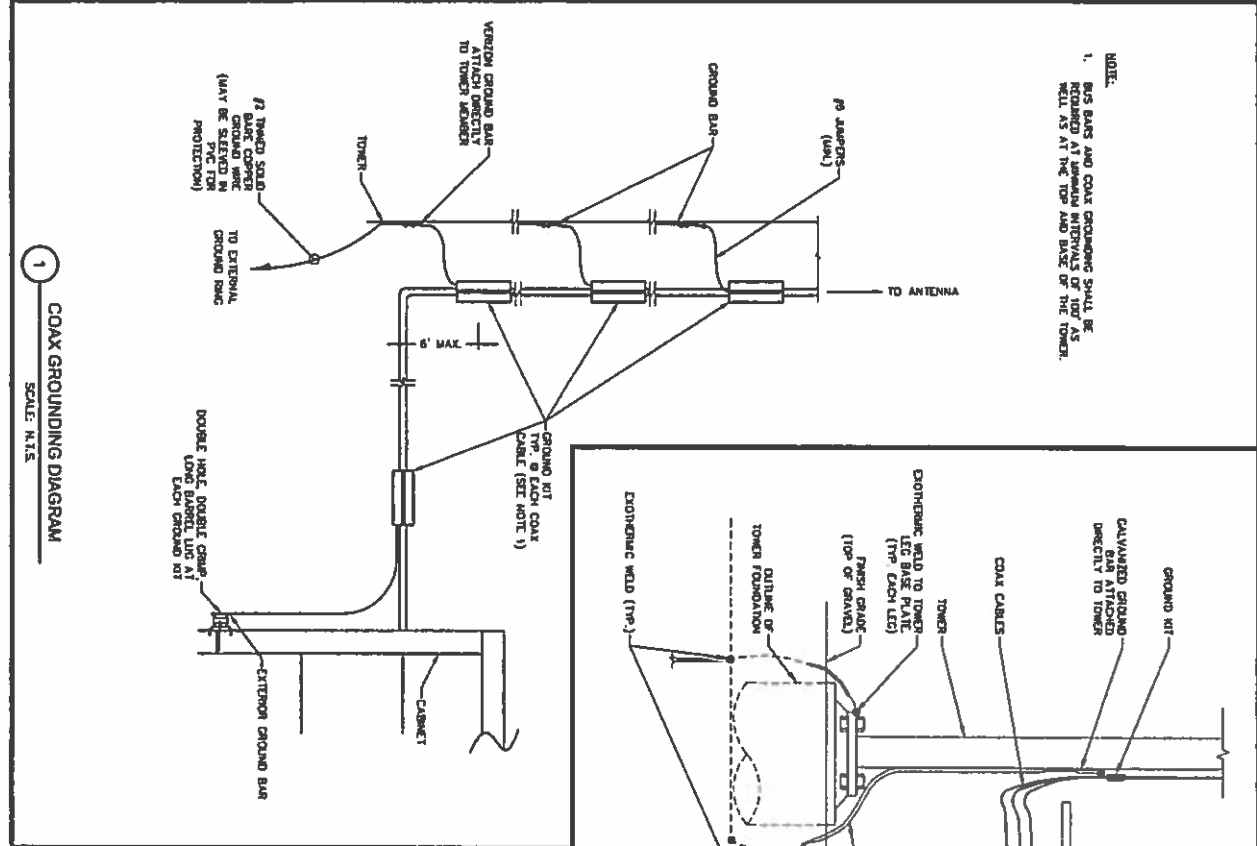 NOTE:
1. BUS BARS AND COAX GROUNDING SHALL BE
REQUIRED AT MINIMUM INTERVALS OF 100' AS
WELL AS AT THE TOP AND BASE OF THE TOWER.
TO ANTENNA
#6 JUMPERS
(MIN.)
GROUND BAR
VERIZON GROUND BAR
ATTACH DIRECTLY
TO TOWER MEMBER
TOWER
#2 TINNED SOLID
BARE COPPER
GROUND WIRE
(MAY BE SLEEVED IN
PVC FOR
PROTECTION)
TO EXTERNAL
GROUND RING
6' MAX.
GROUND KIT
TYP. @ EACH COAX
CABLE (SEE NOTE 1)
DOUBLE HOLE, DOUBLE CRIMP,
LONG BARREL LUG AT
EACH GROUND KIT
EXTERIOR GROUND BAR
CABINET
1
COAX GROUNDING DIAGRAM
SCALE: N.T.S.
GROUND KIT
GALVANIZED GROUND
BAR ATTACHED
DIRECTLY TO TOWER
COAX CABLES
TOWER
EXOTHERMIC WELD TO TOWER
LEG BASE PLATE
(TYP. EACH LEG)
FINISH GRADE
(TOP OF GRAVEL)
OUTLINE OF
TOWER FOUNDATION
EXOTHERMIC WELD (TYP.)